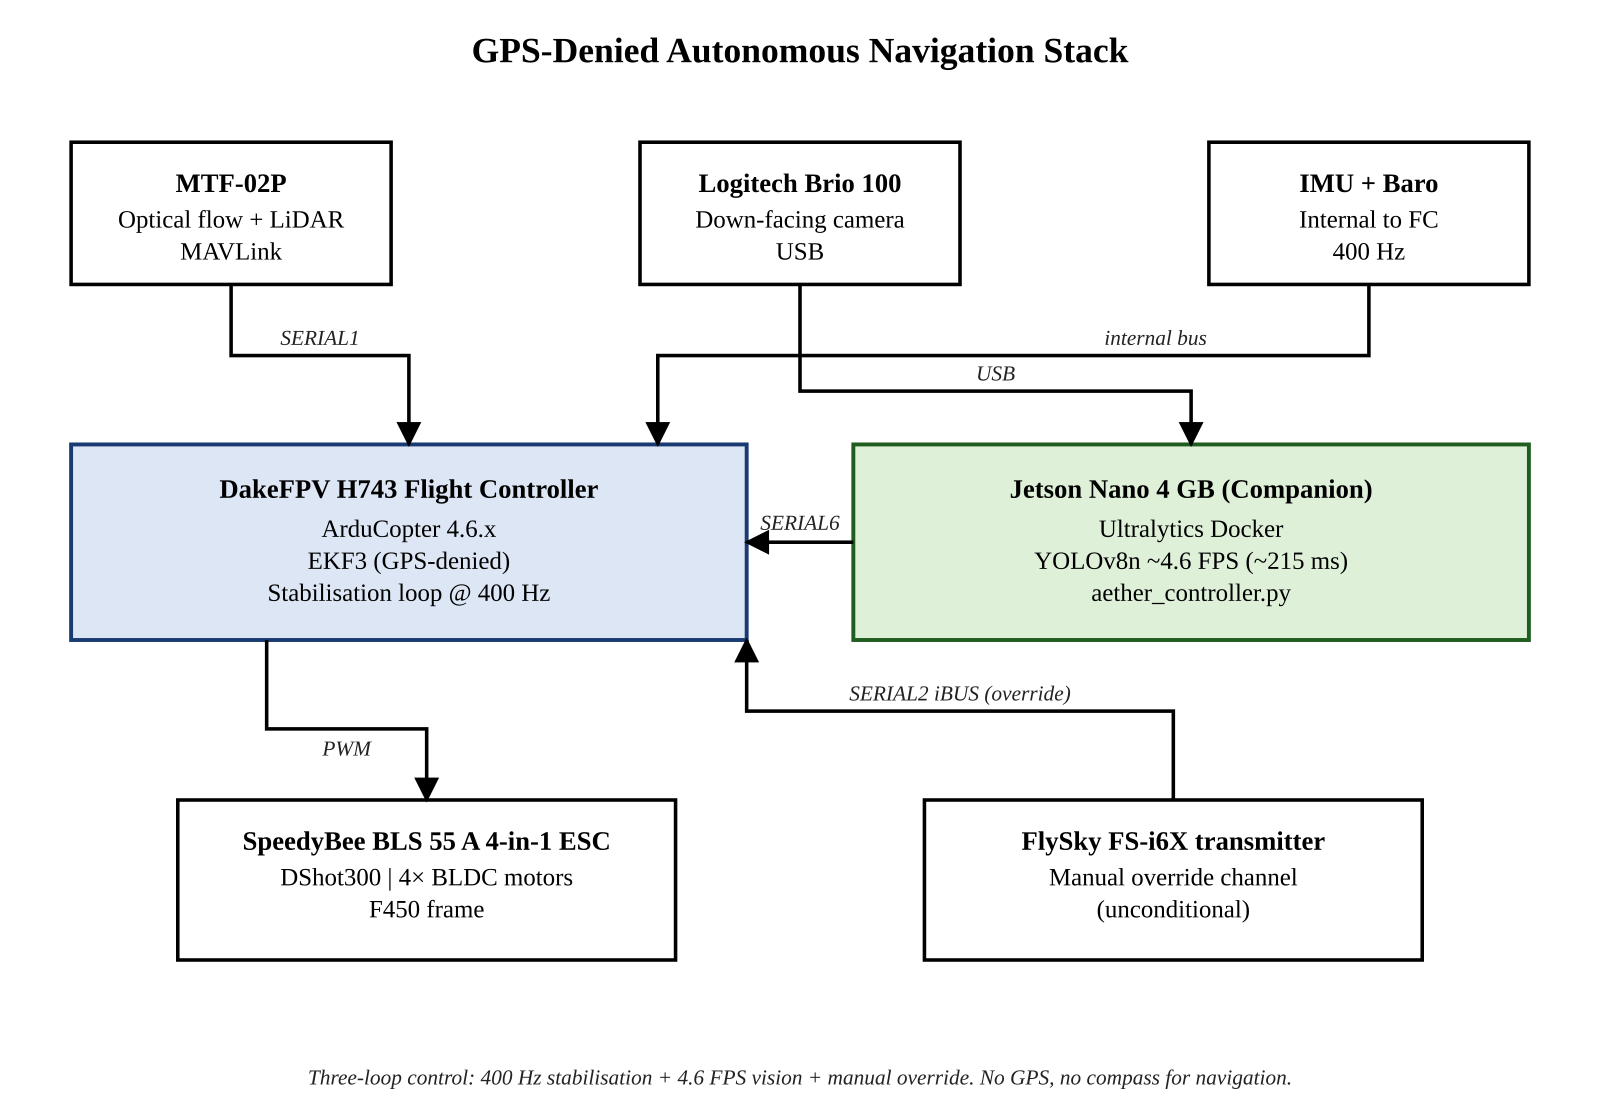 GPS-Denied Autonomous Navigation Stack
MTF-02P
Optical flow + LiDAR
MAVLink
Logitech Brio 100
Down-facing camera
USB
IMU + Baro
Internal to FC
400 Hz
SERIAL1
internal bus
USB
DakeFPV H743 Flight Controller
ArduCopter 4.6.x
EKF3 (GPS-denied)
Stabilisation loop @ 400 Hz
SERIAL6
Jetson Nano 4 GB (Companion)
Ultralytics Docker
YOLOv8n ~4.6 FPS (~215 ms)
aether_controller.py
SERIAL2 iBUS (override)
PWM
SpeedyBee BLS 55 A 4-in-1 ESC
DShot300 | 4× BLDC motors
F450 frame
FlySky FS-i6X transmitter
Manual override channel
(unconditional)
Three-loop control: 400 Hz stabilisation + 4.6 FPS vision + manual override. No GPS, no compass for navigation.